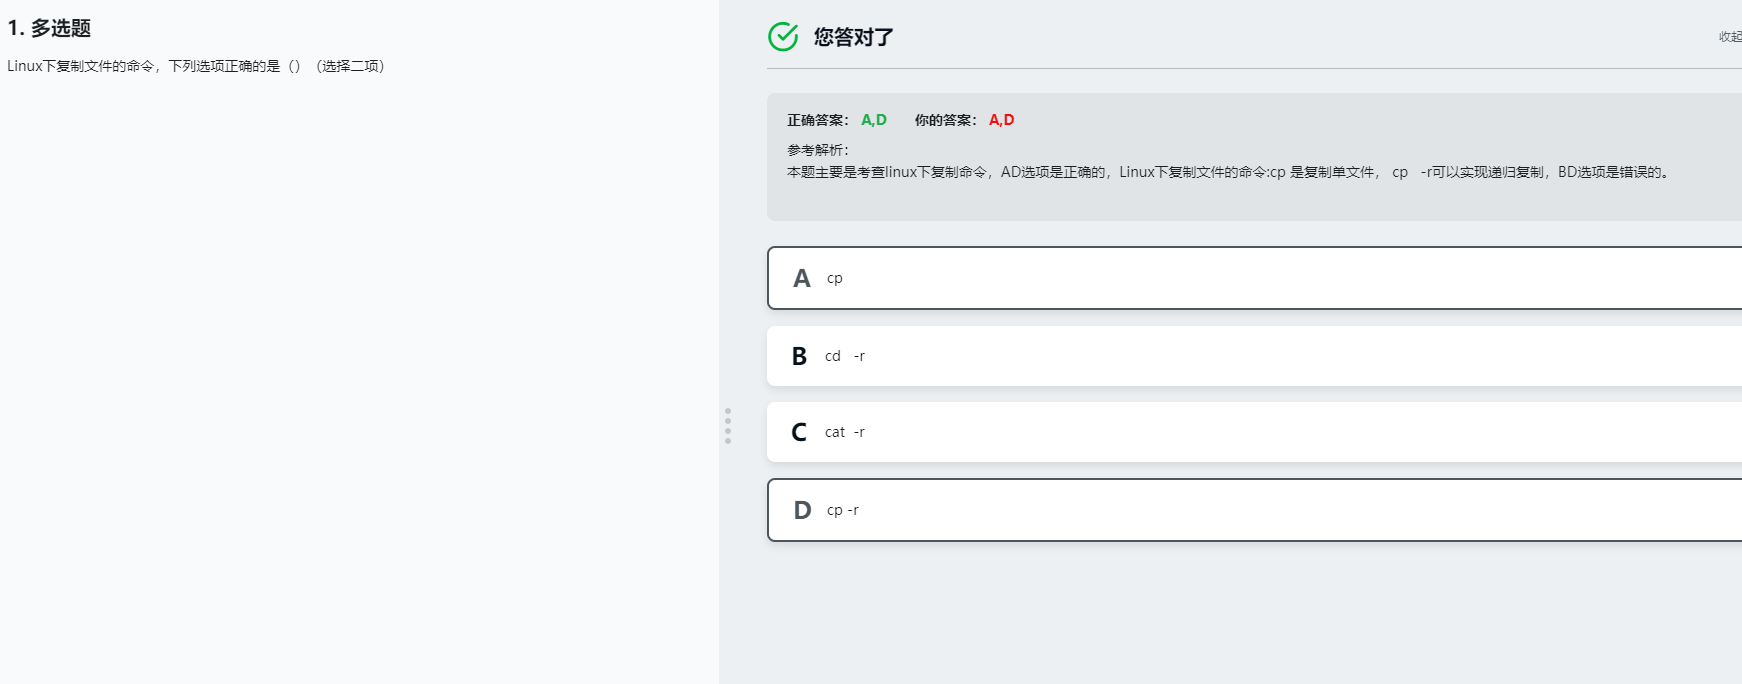 1. 多选题
Linux下复制文件的命令，下列选项正确的是（）（选择二项）
您答对了
收起
正确答案： A,D 你的答案： A,D
参考解析：
本题主要是考查linux下复制命令，AD选项是正确的，Linux下复制文件的命令:cp 是复制单文件， cp -r可以实现递归复制，BD选项是错误的。
A cp
B cd -r
C cat -r
D cp -r